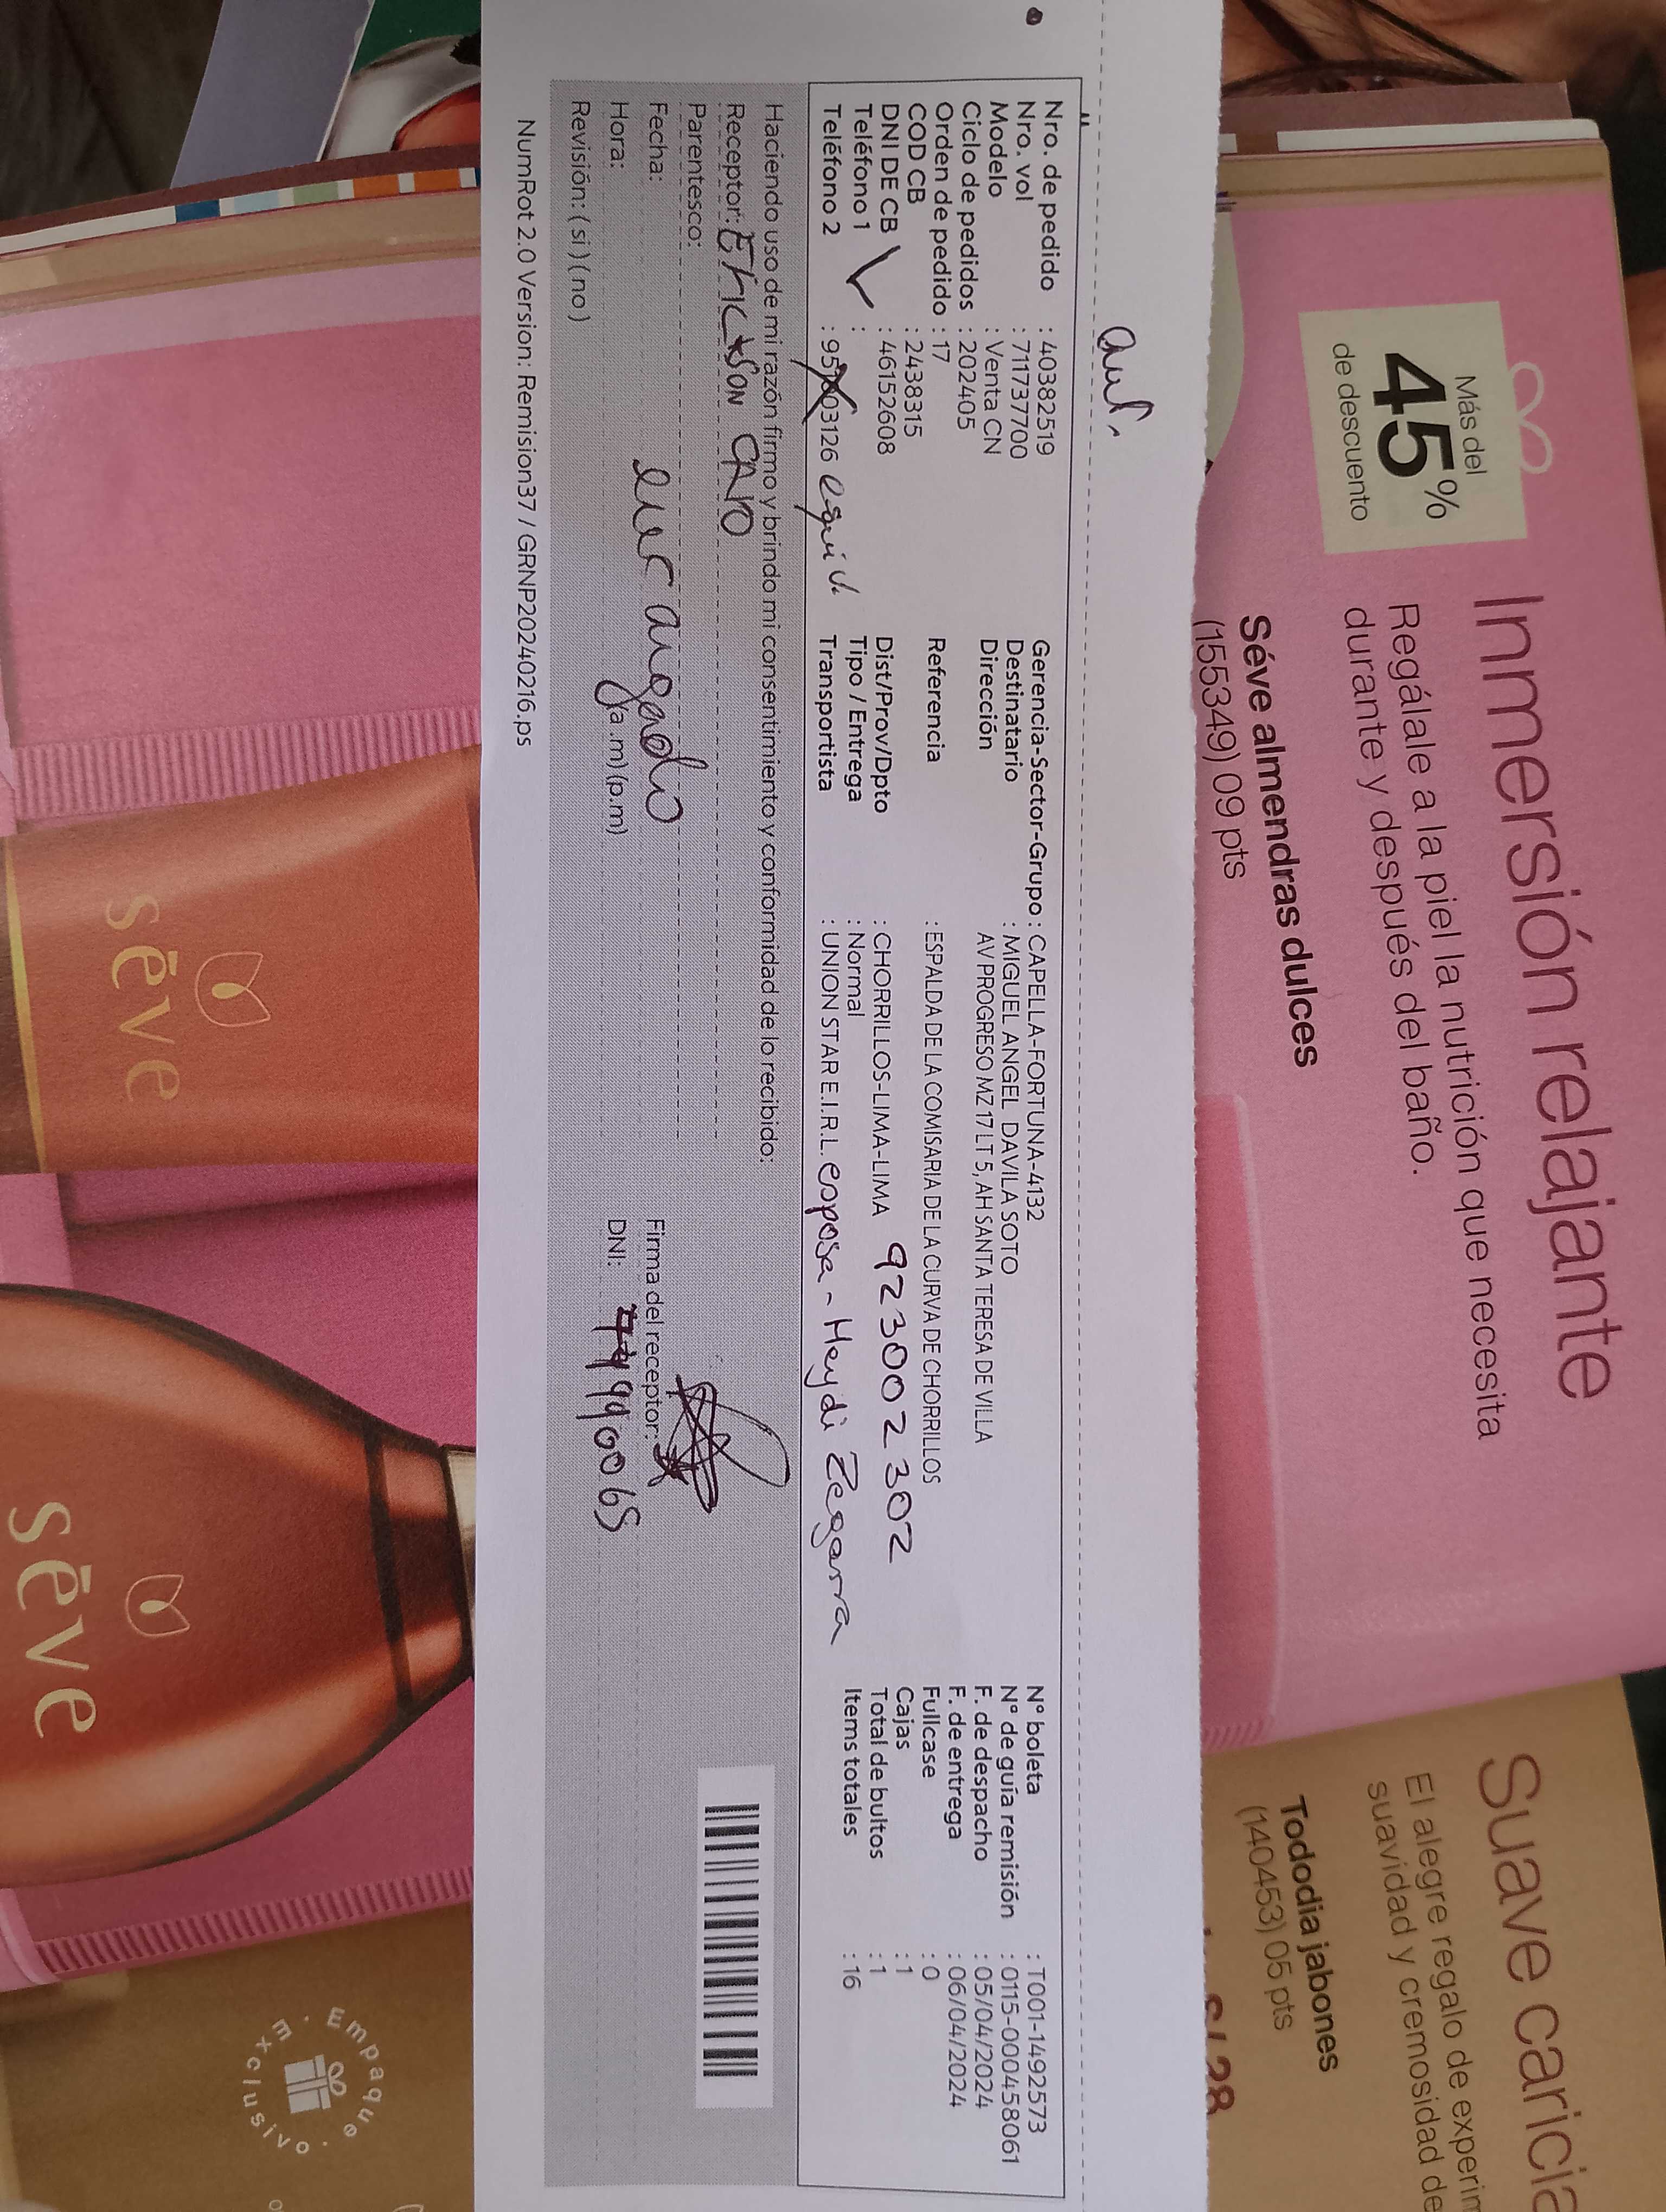 Nro. de pedido : 40382519
Nro. vol : 711737700
Modelo : Venta CN
Ciclo de pedidos : 202405
Orden de pedido : 17
COD CB : 2438315
DNI DE CB : 46152608
Teléfono 1 :
Teléfono 2 : 03126
Gerencia-Sector-Grupo : CAPELLA-FORTUNA-4132
Destinatario : MIGUEL ANGEL DAVILA SOTO
Dirección AV PROGRESO MZ 17 LT 5, AH SANTA TERESA DE VILLA
Referencia : ESPALDA DE LA COMISARIA DE LA CURVA DE CHORRILLOS
Dist/Prov/Dpto : CHORRILLOS-LIMA-LIMA 923002302
Tipo / Entrega : Normal
Transportista : UNION STAR E.I.R.L. esposa - Heydi Zegarra
N° boleta : T001-1492573
N° de guía remisión : 0115-000458061
F. de despacho : 05/04/2024
F. de entrega : 06/04/2024
Fullcase : 0
Cajas : 1
Total de bultos : 1
Items totales : 16
Haciendo uso de mi razón firmo y brindo mi consentimiento y conformidad de lo recibido:
Receptor: CARO
Parentesco:
Fecha:
Hora: (a.m)(p.m)
Revisión: ( si ) ( no )
Firma del receptor:
DNI:
NumRot 2.0 Version: Remision37 / GRNP20240216.ps
Más del
45%
de descuento
Inmersión relajante
Regálale a la piel la nutrición que necesita
durante y después del baño.
Séve almendras dulces
(155349) 09 pts
Suave caricia
El alegre regalo de
suavidad y cremosidad de
Tododia jabones
(140453) 05 pts
sēve
sēve
Empaque Exclusivo